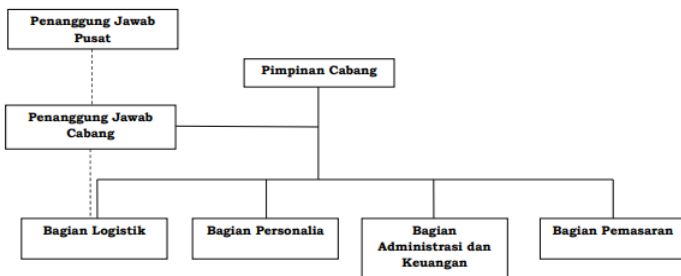 Penanggung Jawab
Pusat
Pimpinan Cabang
Penanggung Jawab
Cabang
Bagian Logistik
Bagian Personalia
Bagian
Administrasi dan
Keuangan
Bagian Pemasaran